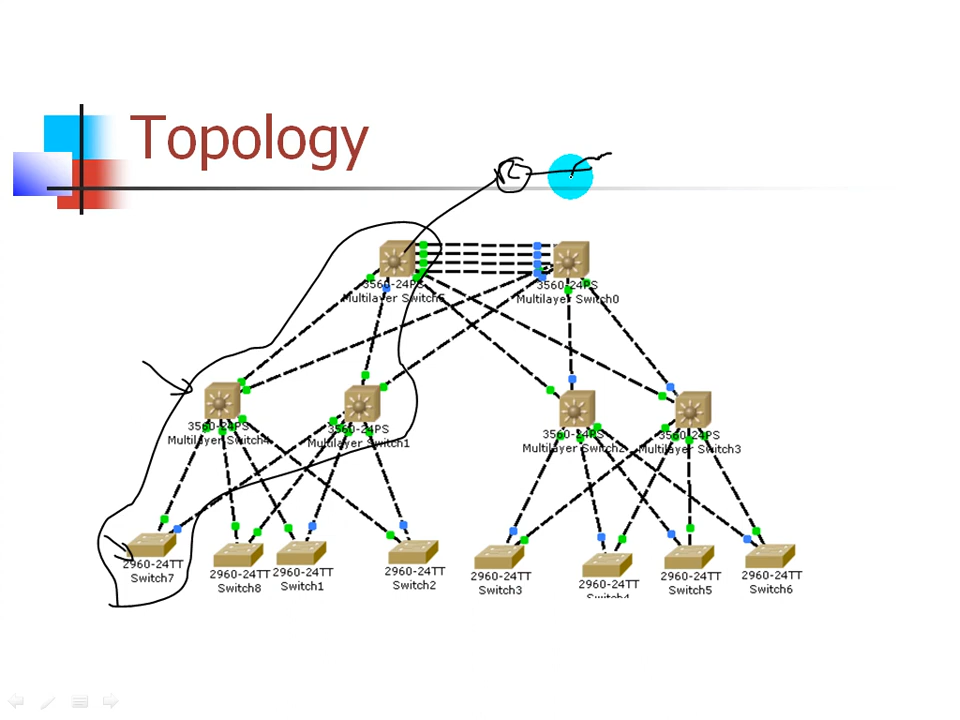 Topology
R
3560-24PS
Multilayer Switch5
3560-24PS
Multilayer Switch0
3560-24PS
Multilayer Switch4
3560-24PS
Multilayer Switch1
3560-24PS
Multilayer Switch2
3560-24PS
Multilayer Switch3
2960-24TT
Switch7
2960-24TT
Switch8
2960-24TT
Switch1
2960-24TT
Switch2
2960-24TT
Switch3
2960-24TT
Switch4
2960-24TT
Switch5
2960-24TT
Switch6